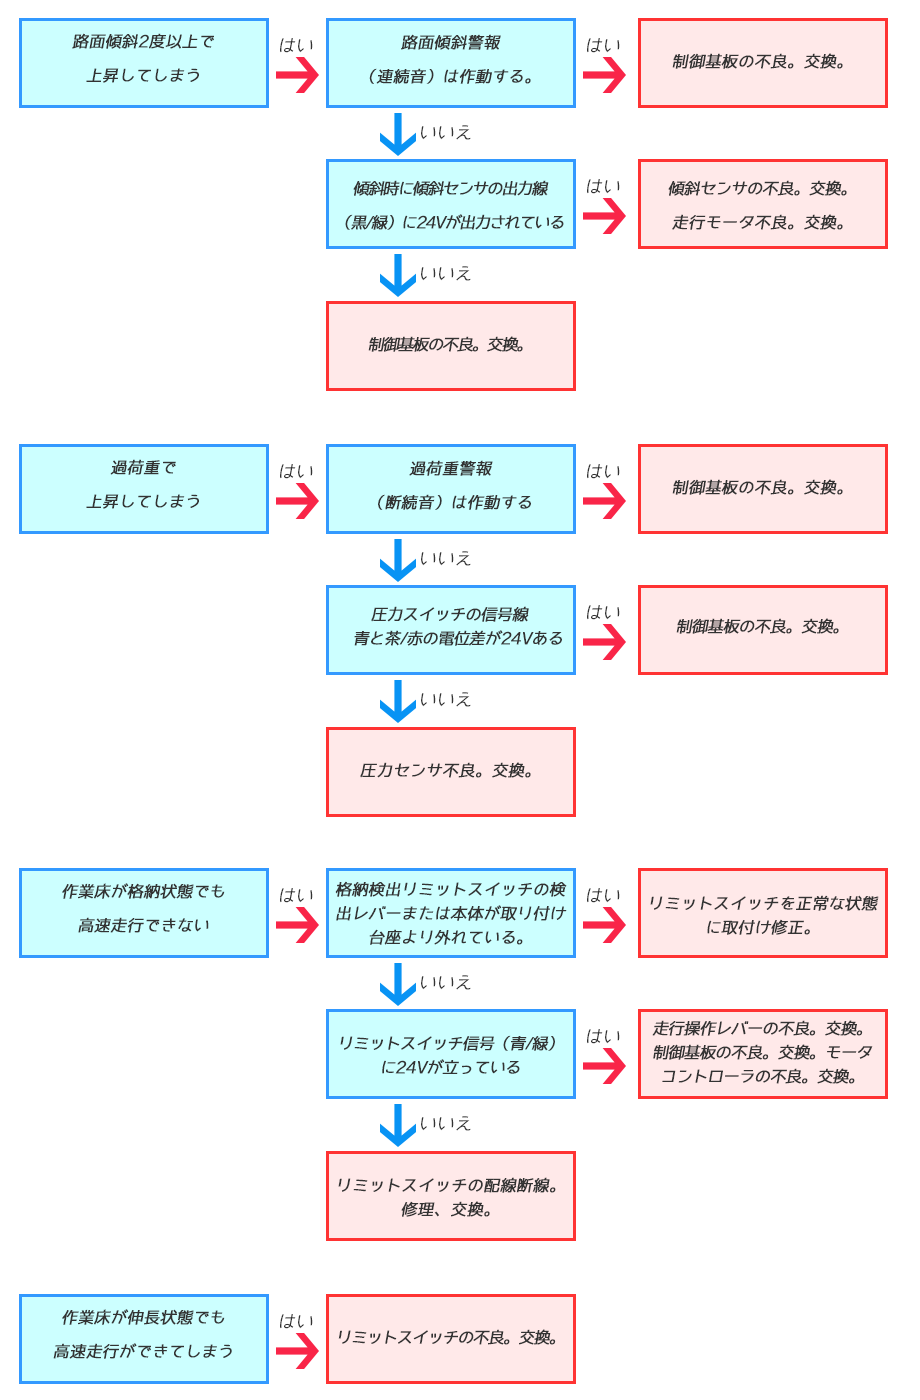 路面傾斜2度以上で
上昇してしまう
はい
路面傾斜警報
（連続音）は作動する。
はい
制御基板の不良。交換。
いいえ
傾斜時に傾斜センサの出力線
（黒/緑）に24Vが出力されている
はい
傾斜センサの不良。交換。
走行モータ不良。交換。
いいえ
制御基板の不良。交換。
過荷重で
上昇してしまう
はい
過荷重警報
（断続音）は作動する
はい
制御基板の不良。交換。
いいえ
圧力スイッチの信号線
青と茶/赤の電位差が24Vある
はい
制御基板の不良。交換。
いいえ
圧力センサ不良。交換。
作業床が格納状態でも
高速走行できない
はい
格納検出リミットスイッチの検
出レバーまたは本体が取り付け
台座より外れている。
はい
リミットスイッチを正常な状態
に取付け修正。
いいえ
リミットスイッチ信号（青/緑）
に24Vが立っている
はい
走行操作レバーの不良。交換。
制御基板の不良。交換。モータ
コントローラの不良。交換。
いいえ
リミットスイッチの配線断線。
修理、交換。
作業床が伸長状態でも
高速走行ができてしまう
はい
リミットスイッチの不良。交換。